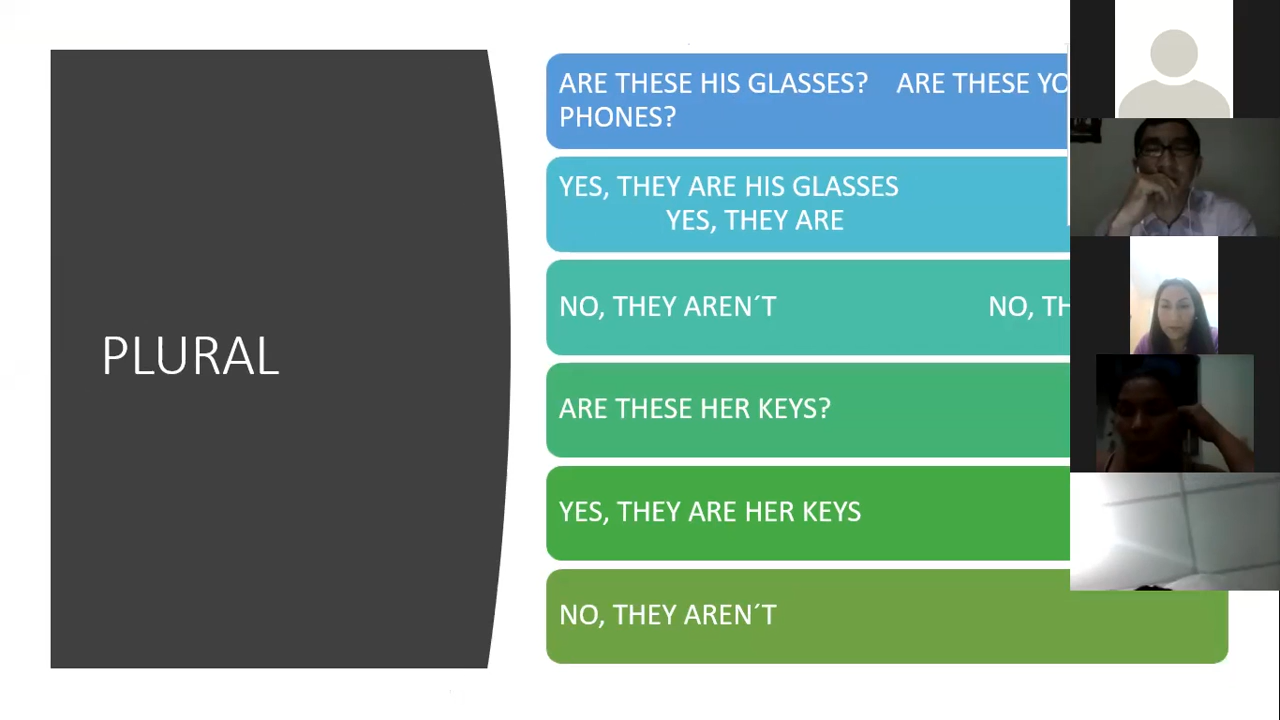 PLURAL
ARE THESE HIS GLASSES? ARE THESE
PHONES?
YES, THEY ARE HIS GLASSES
YES, THEY ARE
NO, THEY AREN´T NO,
ARE THESE HER KEYS?
YES, THEY ARE HER KEYS
NO, THEY AREN´T